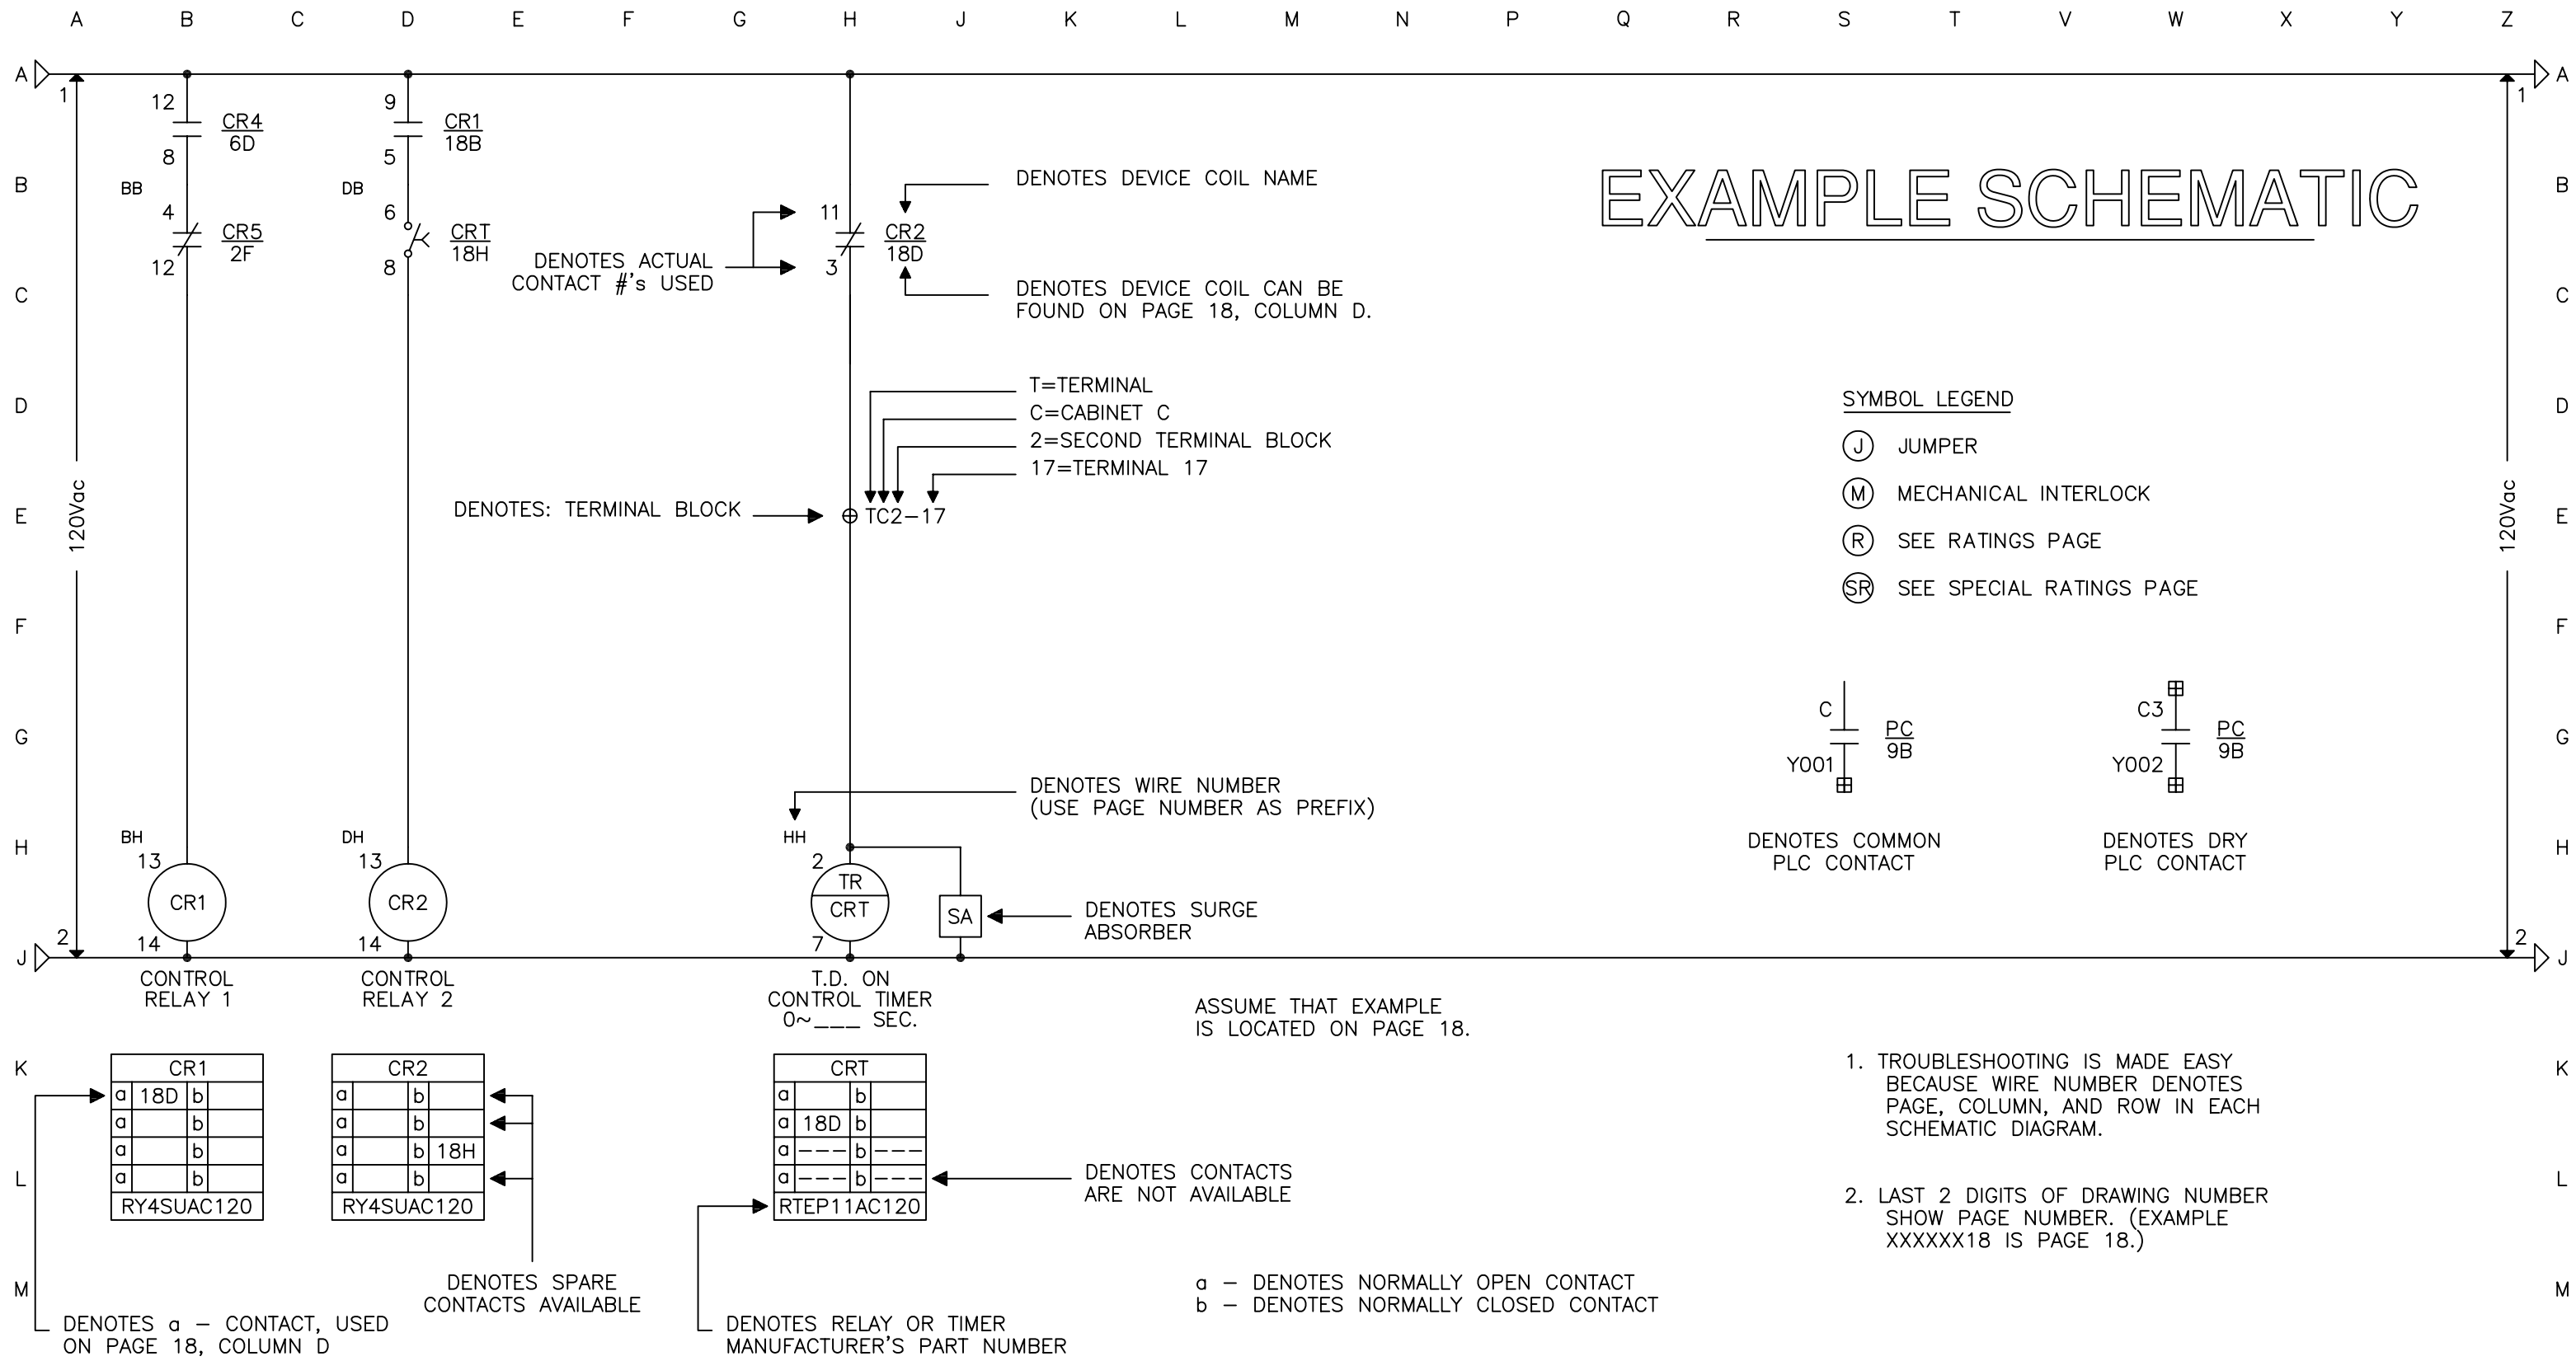 A B C D E F G H J K L M N P Q R S T V W X Y Z
A A
1 12 9 1
CR4 CR1
6D 18B
8 5
DENOTES DEVICE COIL NAME
B BB DB B
EXAMPLE SCHEMATIC
4 6 11
CR5 CRT CR2
2F 18H 18D
12 8 3
DENOTES ACTUAL
CONTACT #'s USED
DENOTES DEVICE COIL CAN BE
FOUND ON PAGE 18, COLUMN D.
C C
T=TERMINAL
C=CABINET C
2=SECOND TERMINAL BLOCK
17=TERMINAL 17
D D
SYMBOL LEGEND
J JUMPER
M MECHANICAL INTERLOCK
R SEE RATINGS PAGE
SR SEE SPECIAL RATINGS PAGE
120Vac
DENOTES: TERMINAL BLOCK
TC2-17
120Vac
E E
F F
C C3
PC PC
9B 9B
Y001 Y002
G G
DENOTES WIRE NUMBER
(USE PAGE NUMBER AS PREFIX)
BH DH HH
H H
DENOTES COMMON
PLC CONTACT
DENOTES DRY
PLC CONTACT
13 13 2
CR1 CR2 TR
CRT
SA
DENOTES SURGE
ABSORBER
2 14 14 7 2
J J
CONTROL
RELAY 1
CONTROL
RELAY 2
T.D. ON
CONTROL TIMER
0~___ SEC.
ASSUME THAT EXAMPLE
IS LOCATED ON PAGE 18.
K K
CR1
a 18D b
a b
a b
a b
RY4SUAC120
CR2
a b
a b
a b 18H
a b
RY4SUAC120
CRT
a b
a 18D b
a --- b ---
a --- b ---
RTEP11AC120
DENOTES CONTACTS
ARE NOT AVAILABLE
1. TROUBLESHOOTING IS MADE EASY
BECAUSE WIRE NUMBER DENOTES
PAGE, COLUMN, AND ROW IN EACH
SCHEMATIC DIAGRAM.
L L
2. LAST 2 DIGITS OF DRAWING NUMBER
SHOW PAGE NUMBER. (EXAMPLE
XXXXXX18 IS PAGE 18.)
M M
DENOTES SPARE
CONTACTS AVAILABLE
a - DENOTES NORMALLY OPEN CONTACT
b - DENOTES NORMALLY CLOSED CONTACT
DENOTES a - CONTACT, USED
ON PAGE 18, COLUMN D
DENOTES RELAY OR TIMER
MANUFACTURER'S PART NUMBER